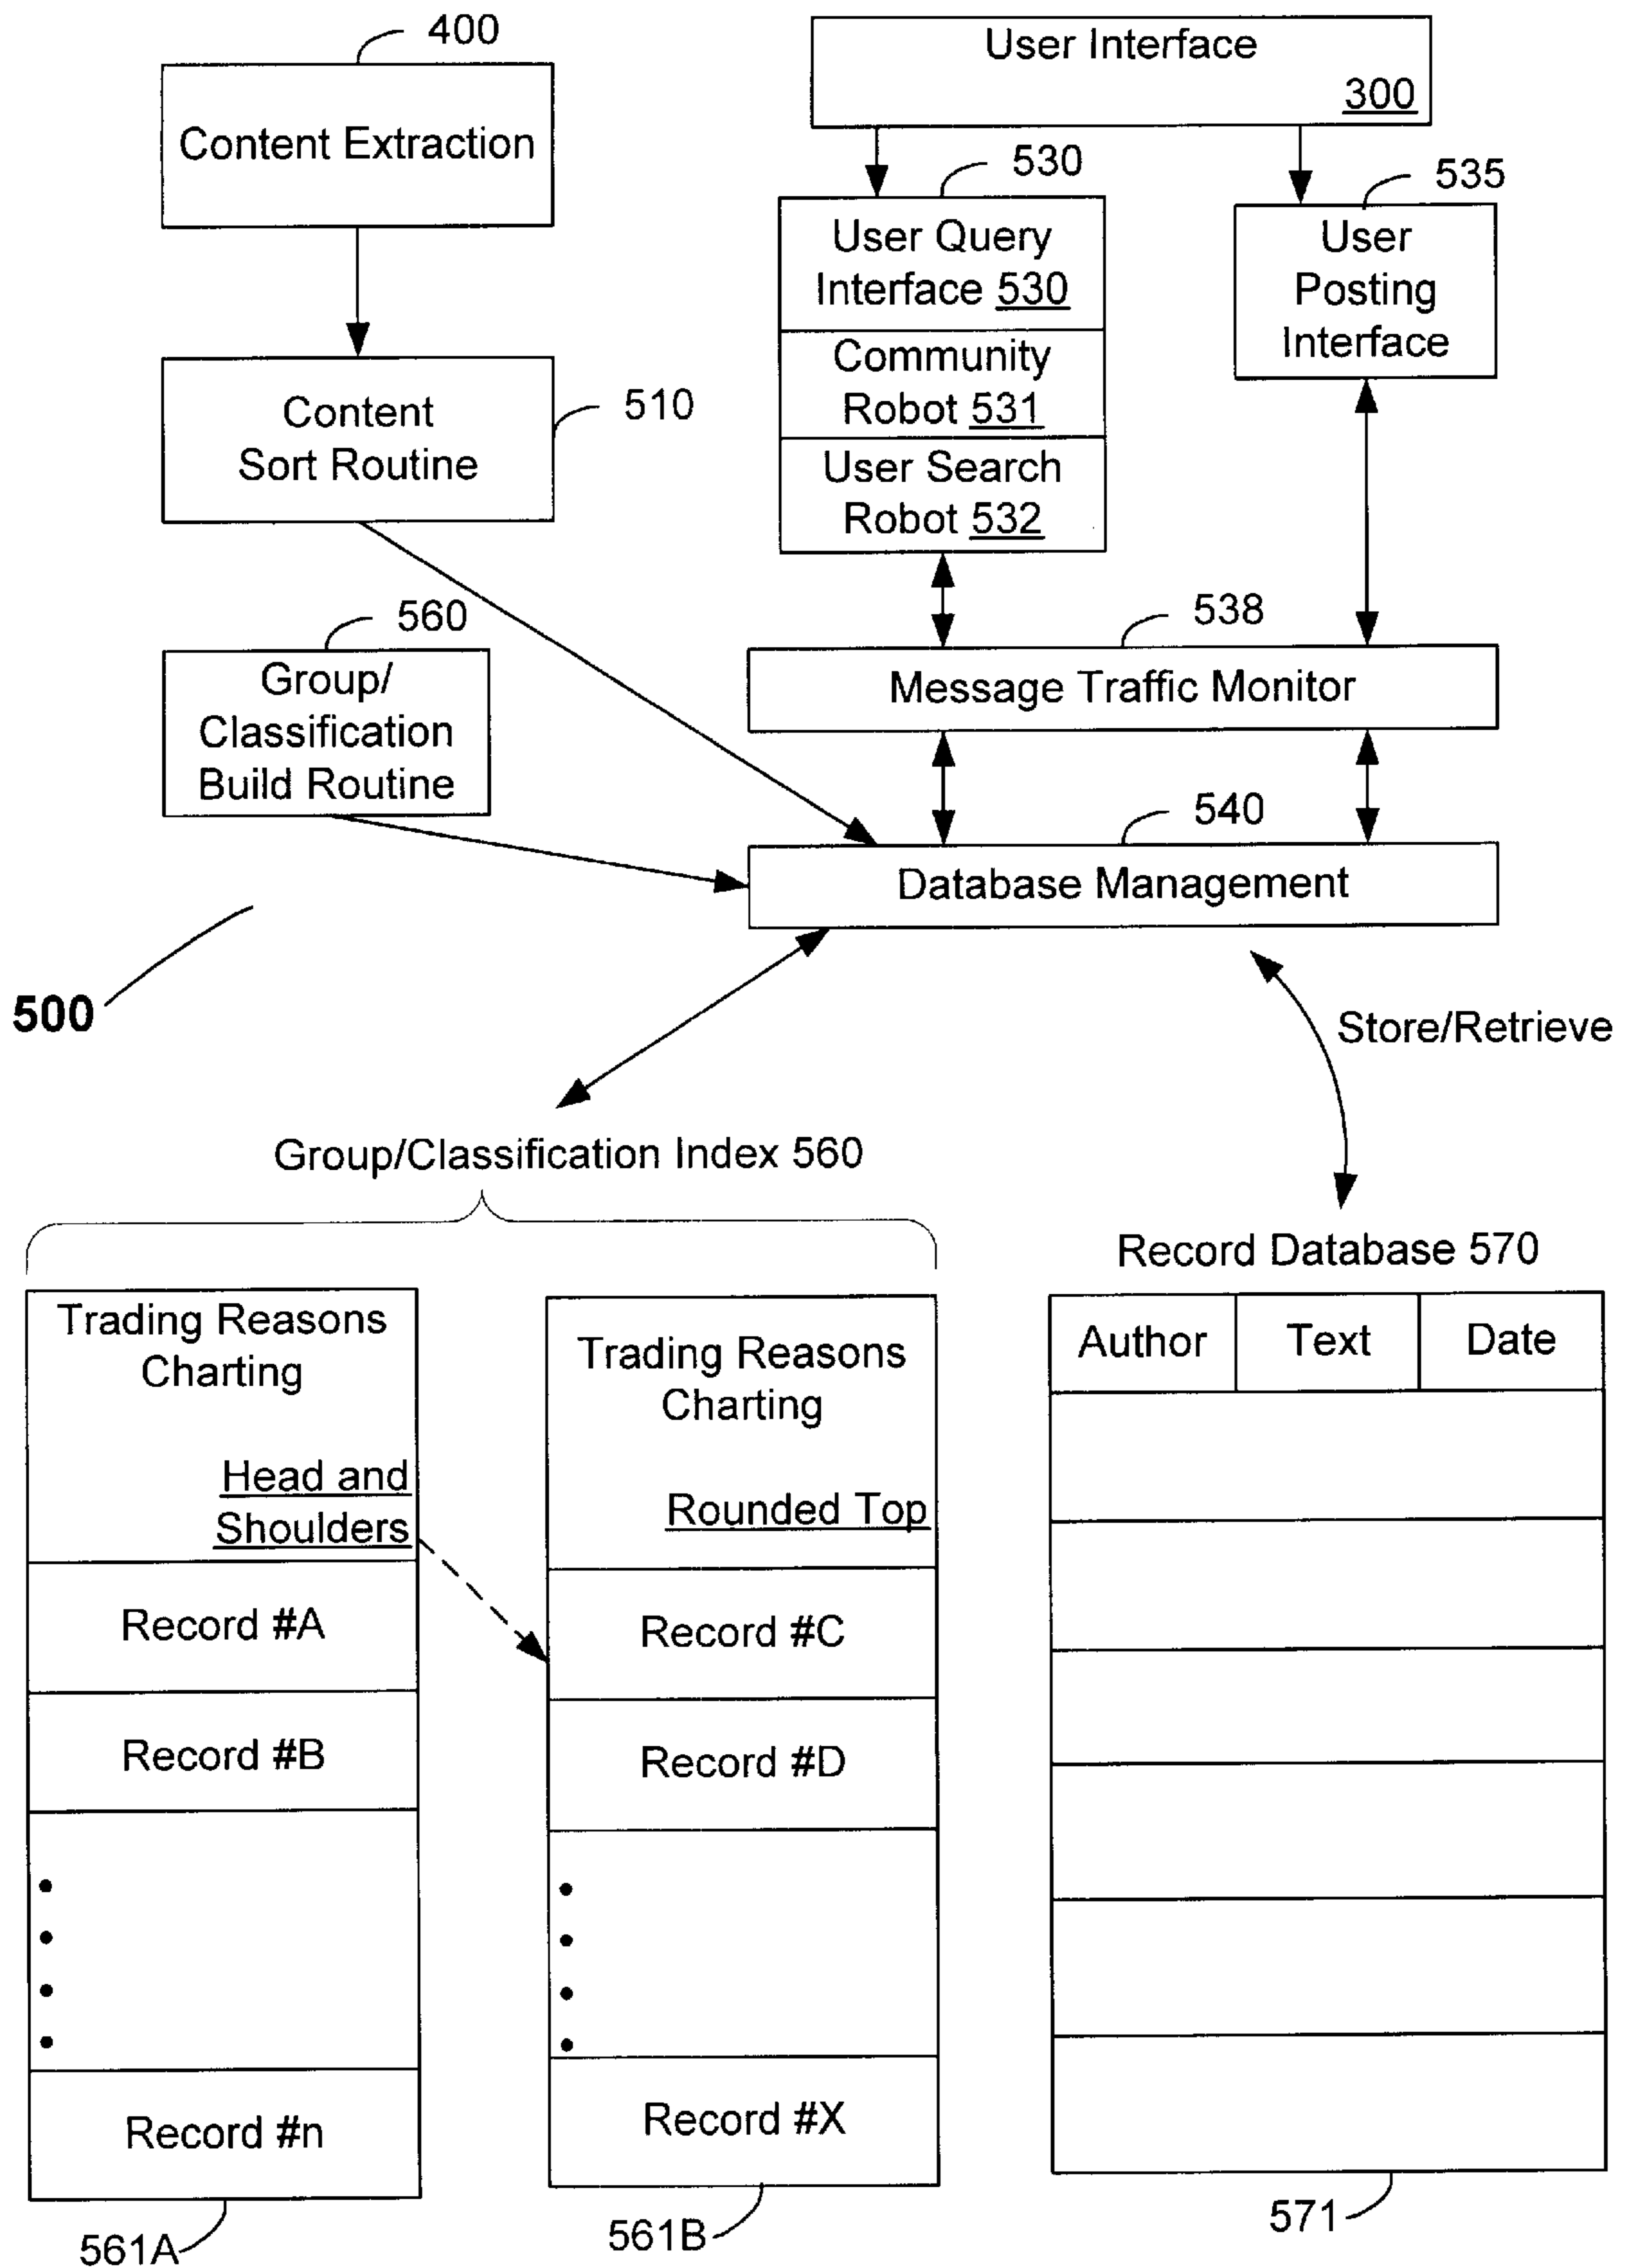 400
Content Extraction
User Interface
300
530
User Query
Interface 530
Community
Robot 531
User Search
Robot 532
535
User
Posting
Interface
Content
Sort Routine
510
560
Group/
Classification
Build Routine
538
Message Traffic Monitor
540
Database Management
500
Store/Retrieve
Group/Classification Index 560
Trading Reasons
Charting
Head and
Shoulders
Record #A
Record #B
Record #n
561A
Trading Reasons
Charting
Rounded Top
Record #C
Record #D
Record #X
561B
Record Database 570
Author Text Date
571